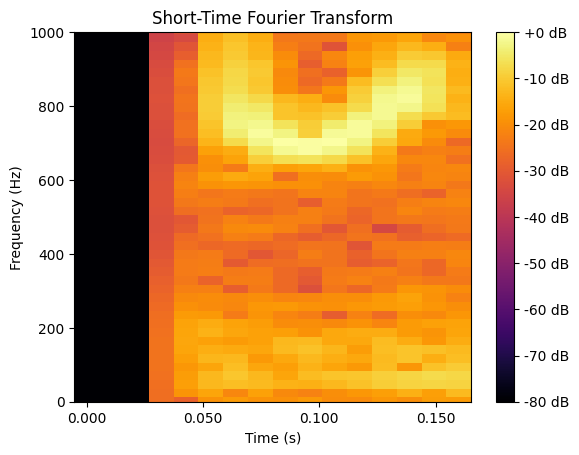 Short-Time Fourier Transform
Frequency (Hz)
1000
800
600
400
200
0
0.000
0.050
0.100
0.150
Time (s)
+0 dB
-10 dB
-20 dB
-30 dB
-40 dB
-50 dB
-60 dB
-70 dB
-80 dB